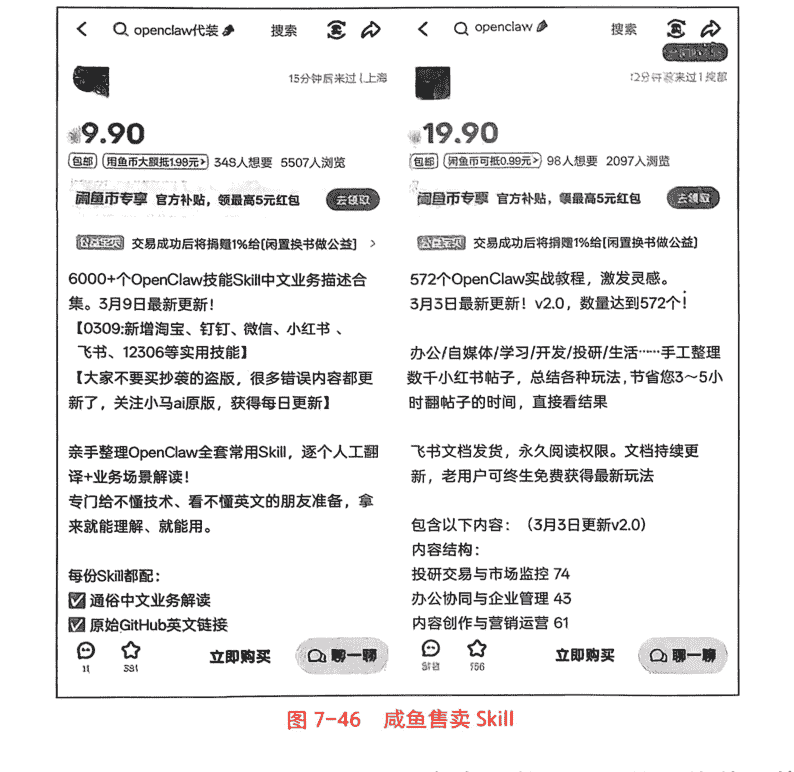 openclaw代装
搜索
15分钟前来过 | 上海
9.90
包邮 闲鱼币大额抵1.98元> 348人想要 5507人浏览
闲鱼币专享 官方补贴，领最高5元红包 去领取
公益宝贝 交易成功后将捐赠1%给[闲置换书做公益] >
6000+个OpenClaw技能Skill中文业务描述合
集。3月9日最新更新！
【0309:新增淘宝、钉钉、微信、小红书 、
飞书、12306等实用技能】
【大家不要买抄袭的盗版，很多错误内容都更
新了，关注小马ai原版，获得每日更新】
亲手整理OpenClaw全套常用Skill，逐个人工翻
译+业务场景解读！
专门给不懂技术、看不懂英文的朋友准备，拿
来就能理解、就能用。
每份Skill都配：
✅ 通俗中文业务解读
✅ 原始GitHub英文链接
立即购买
聊一聊
openclaw
搜索
19.90
包邮 闲鱼币可抵0.99元> 98人想要 2097人浏览
闲鱼币专享 官方补贴，领最高5元红包 去领取
公益宝贝 交易成功后将捐赠1%给[闲置换书做公益]
572个OpenClaw实战教程，激发灵感。
3月3日最新更新！v2.0，数量达到572个！
办公/自媒体/学习/开发/投研/生活……手工整理
数千小红书帖子，总结各种玩法，节省您3～5小
时翻帖子的时间，直接看结果
飞书文档发货，永久阅读权限。文档持续更
新，老用户可终生免费获得最新玩法
包含以下内容：（3月3日更新v2.0）
内容结构：
投研交易与市场监控 74
办公协同与企业管理 43
内容创作与营销运营 61
立即购买
聊一聊
图 7-46 咸鱼售卖 Skill